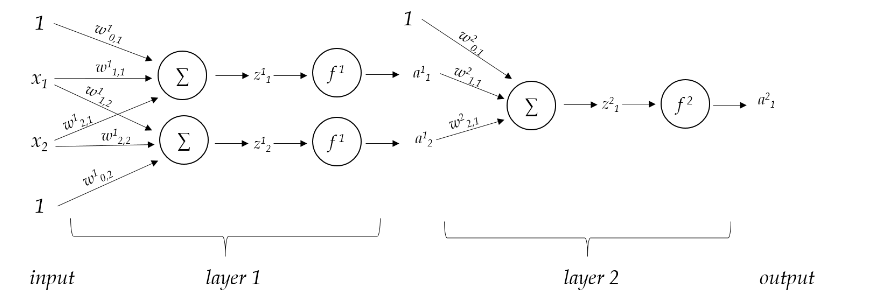 1
w¹₀,₁
x₁
w¹₁,₁
w¹₁,₂
w¹₂,₁
x₂
w¹₂,₂
w¹₀,₂
1
∑
z¹₁
f¹
∑
z¹₂
f¹
1
w²₀,₁
a¹₁
w²₁,₁
a¹₂
w²₂,₁
∑
z²₁
f²
a²₁
input layer 1 layer 2 output